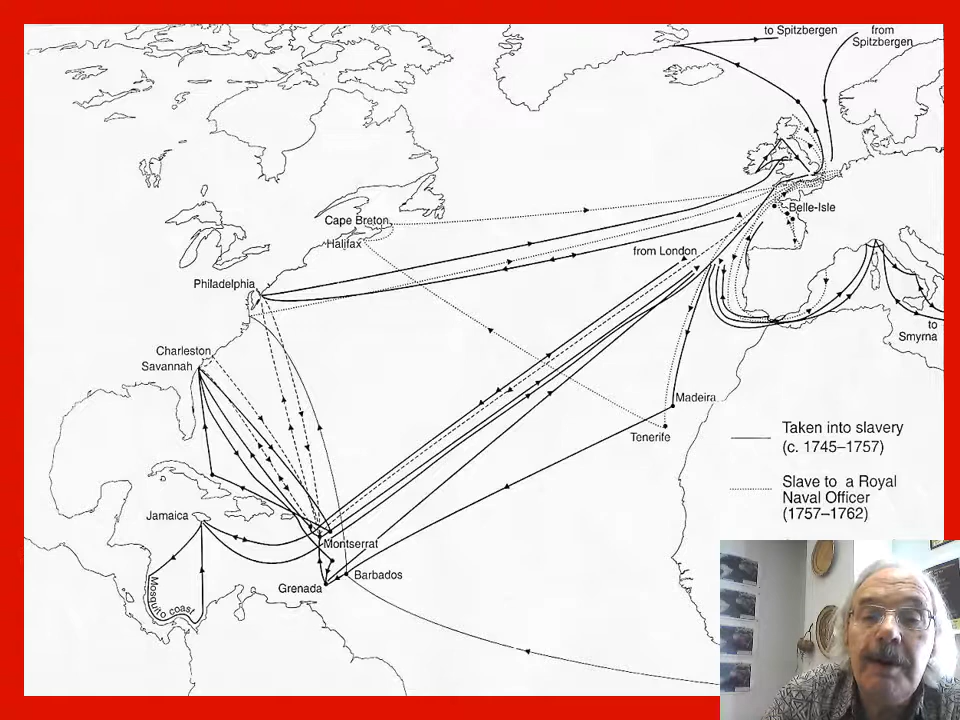 to Spitzbergen
from
Spitzbergen
Belle-Isle
Cape Breton
Halifax
from London
Philadelphia
to
Smyrna
Charleston
Savannah
Madeira
Tenerife
Taken into slavery
(c. 1745–1757)
Slave to a Royal
Naval Officer
(1757–1762)
Jamaica
Montserrat
Barbados
Grenada
Mosquito coast